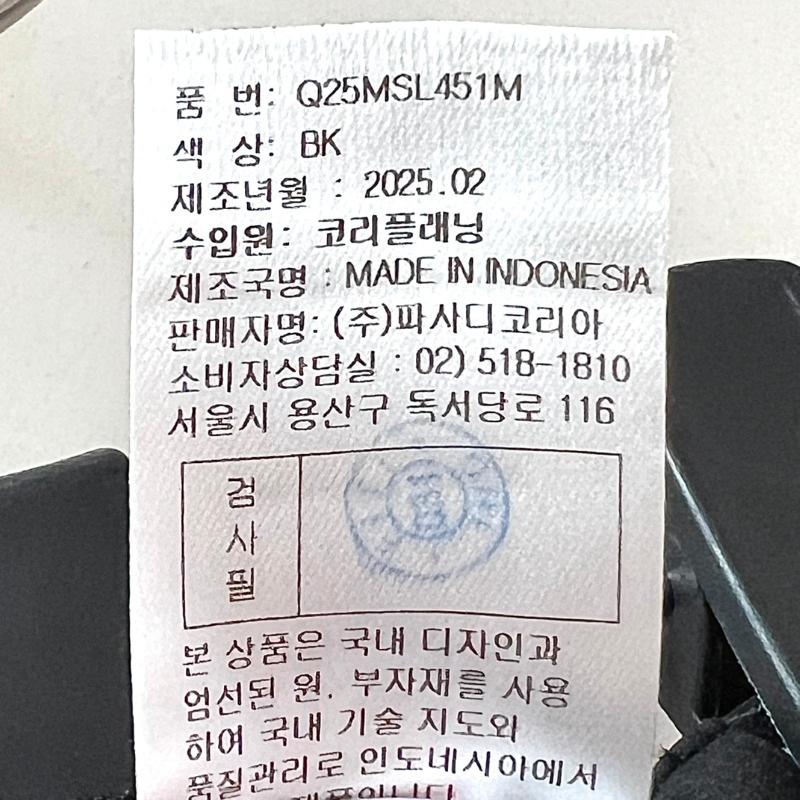 품 번: Q25MSL451M
색 상: BK
제조년월 : 2025.02
수입원: 코리플래닝
제조국명 : MADE IN INDONESIA
판매자명: (주)파사디코리아
소비자상담실 : 02) 518-1810
서울시 용산구 독서당로 116
검
사
필
본 상품은 국내 디자인과
엄선된 원. 부자재를 사용
하여 국내 기술 지도와
품질관리로 인도네시아에서